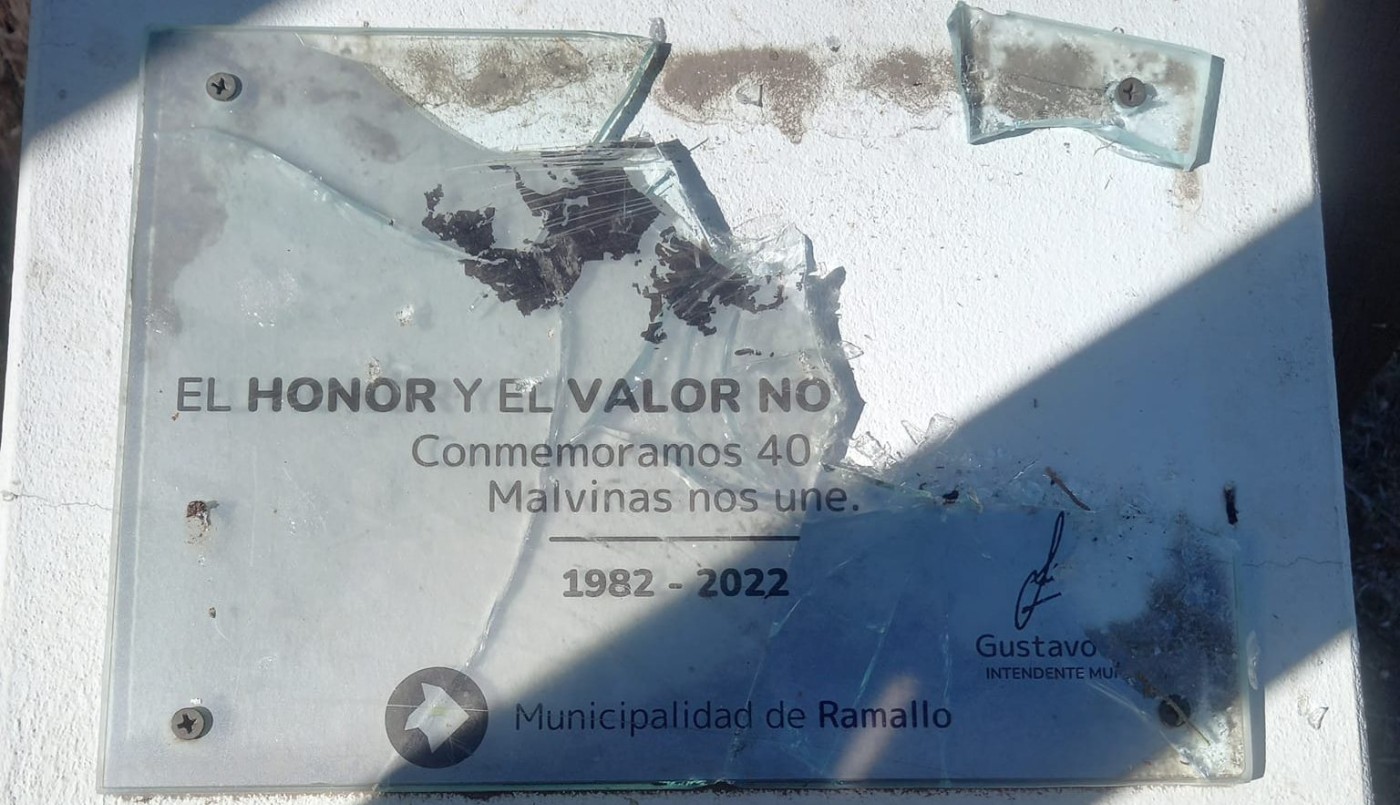 EL HONOR Y EL VALOR NO
Conmemoramos 40
Malvinas nos une.
1982 - 2022
Gustavo
INTENDENTE MU
Municipalidad de Ramallo